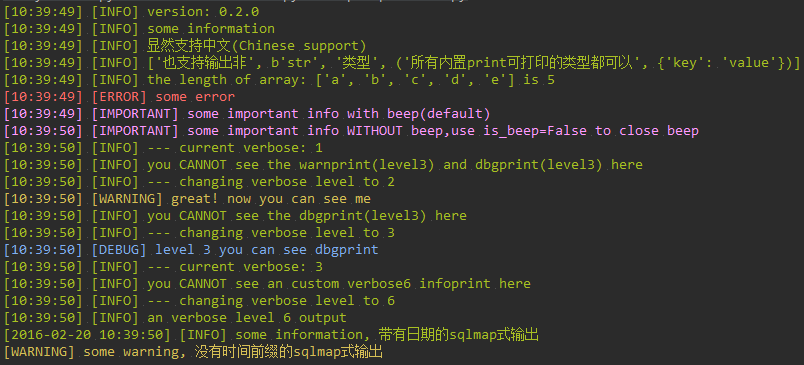 [10:39:49] [INFO] version: 0.2.0
[10:39:49] [INFO] some information
[10:39:49] [INFO] 显然支持中文(Chinese support)
[10:39:49] [INFO] ['也支持输出非', b'str', '类型', ('所有内置print可打印的类型都可以', {'key': 'value'})]
[10:39:49] [INFO] the length of array: ['a', 'b', 'c', 'd', 'e'] is 5
[10:39:49] [ERROR] some error
[10:39:49] [IMPORTANT] some important info with beep(default)
[10:39:50] [IMPORTANT] some important info WITHOUT beep,use is_beep=False to close beep
[10:39:50] [INFO] --- current verbose: 1
[10:39:50] [INFO] you CANNOT see the warnprint(level3) and dbgprint(level3) here
[10:39:50] [INFO] --- changing verbose level to 2
[10:39:50] [WARNING] great! now you can see me
[10:39:50] [INFO] you CANNOT see the dbgprint(level3) here
[10:39:50] [INFO] --- changing verbose level to 3
[10:39:50] [DEBUG] level 3 you can see dbgprint
[10:39:50] [INFO] --- current verbose: 3
[10:39:50] [INFO] you CANNOT see an custom verbose6 infoprint here
[10:39:50] [INFO] --- changing verbose level to 6
[10:39:50] [INFO] an verbose level 6 output
[2016-02-20 10:39:50] [INFO] some information, 带有日期的sqlmap式输出
[WARNING] some warning, 没有时间前缀的sqlmap式输出